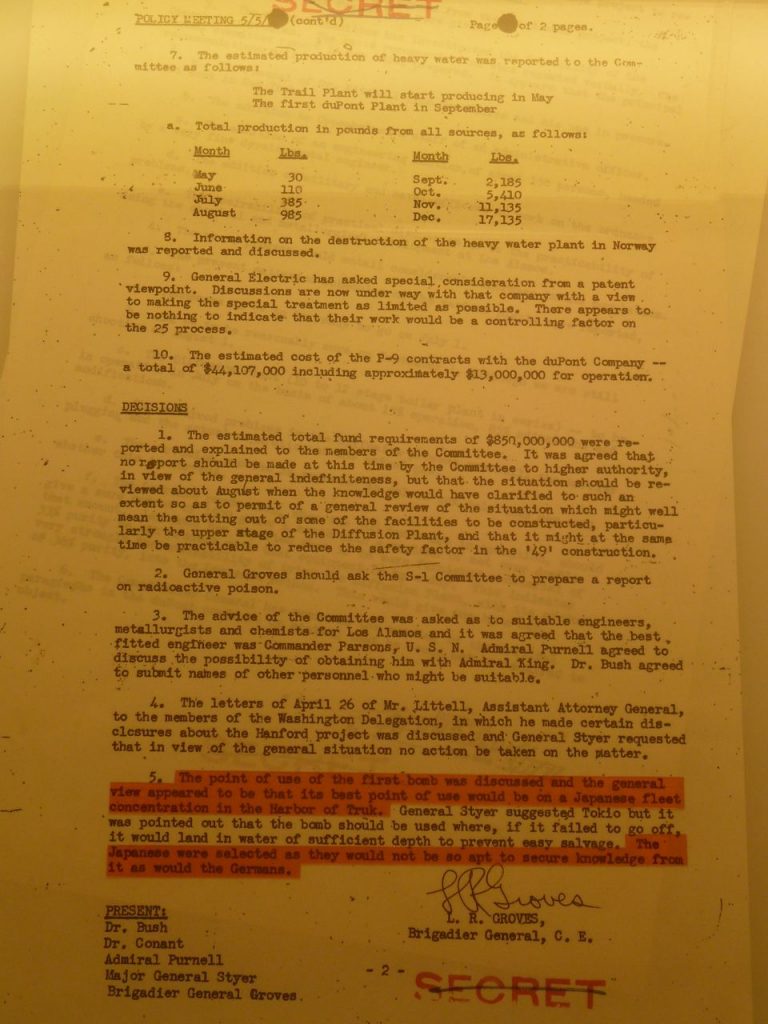 SECRET
POLICY MEETING 5/5/ (cont'd) Page of 2 pages.
7. The estimated production of heavy water was reported to the Com-
mittee as follows:
The Trail Plant will start producing in May
The first duPont Plant in September
a. Total production in pounds from all sources, as follows:
Month Lbs. Month Lbs.
May 30 Sept. 2,185
June 110 Oct. 5,410
July 385 Nov. 11,135
August 985 Dec. 17,135
8. Information on the destruction of the heavy water plant in Norway
was reported and discussed.
9. General Electric has asked special consideration from a patent
viewpoint. Discussions are now under way with that company with a view
to making the special treatment as limited as possible. There appears to
be nothing to indicate that their work would be a controlling factor on
the 25 process.
10. The estimated cost of the P-9 contracts with the duPont Company --
a total of $44,107,000 including approximately $13,000,000 for operation.
DECISIONS
1. The estimated total fund requirements of $850,000,000 were re-
ported and explained to the members of the Committee. It was agreed that
no report should be made at this time by the Committee to higher authority,
in view of the general indefiniteness, but that the situation should be re-
viewed about August when the knowledge would have clarified to such an
extent so as to permit of a general review of the situation which might well
mean the cutting out of some of the facilities to be constructed, particu-
larly the upper stage of the Diffusion Plant, and that it might at the same
time be practicable to reduce the safety factor in the '49' construction.
2. General Groves should ask the S-1 Committee to prepare a report
on radioactive poison.
3. The advice of the Committee was asked as to suitable engineers,
metallurgists and chemists for Los Alamos and it was agreed that the best
fitted engineer was Commander Parsons, U. S. N. Admiral Purnell agreed to
discuss the possibility of obtaining him with Admiral King. Dr. Bush agreed
to submit names of other personnel who might be suitable.
4. The letters of April 26 of Mr. Littell, Assistant Attorney General,
to the members of the Washington Delegation, in which he made certain dis-
clsures about the Hanford project was discussed and General Styer requested
that in view of the general situation no action be taken on the matter.
5. The point of use of the first bomb was discussed and the general
view appeared to be that its best point of use would be on a Japanese fleet
concentration in the Harbor of Truk. General Styer suggested Tokio but it
was pointed out that the bomb should be used where, if it failed to go off,
it would land in water of sufficient depth to prevent easy salvage. The
Japanese were selected as they would not be so apt to secure knowledge from
it as would the Germans.
LRGroves
L. R. GROVES,
Brigadier General, C. E.
PRESENT:
Dr. Bush
Dr. Conant
Admiral Purnell
Major General Styer
Brigadier General Groves
- 2 -
SECRET